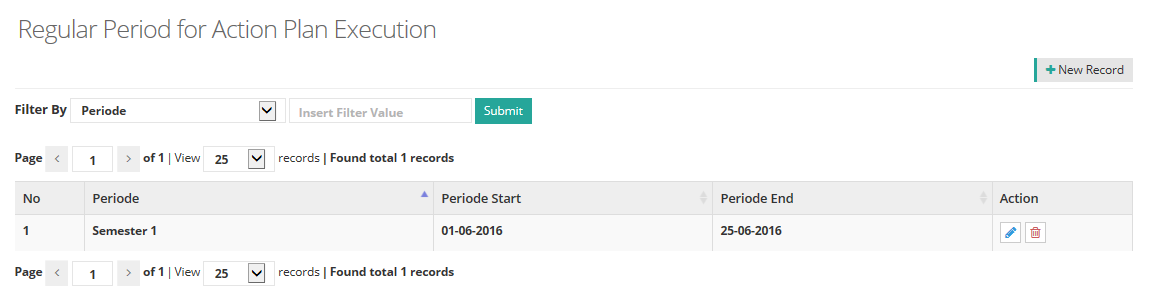 Regular Period for Action Plan Execution
+ New Record
Filter By Periode Insert Filter Value Submit
Page < 1 > of 1 | View 25 records | Found total 1 records
No Periode Periode Start Periode End Action
1 Semester 1 01-06-2016 25-06-2016
Page < 1 > of 1 | View 25 records | Found total 1 records